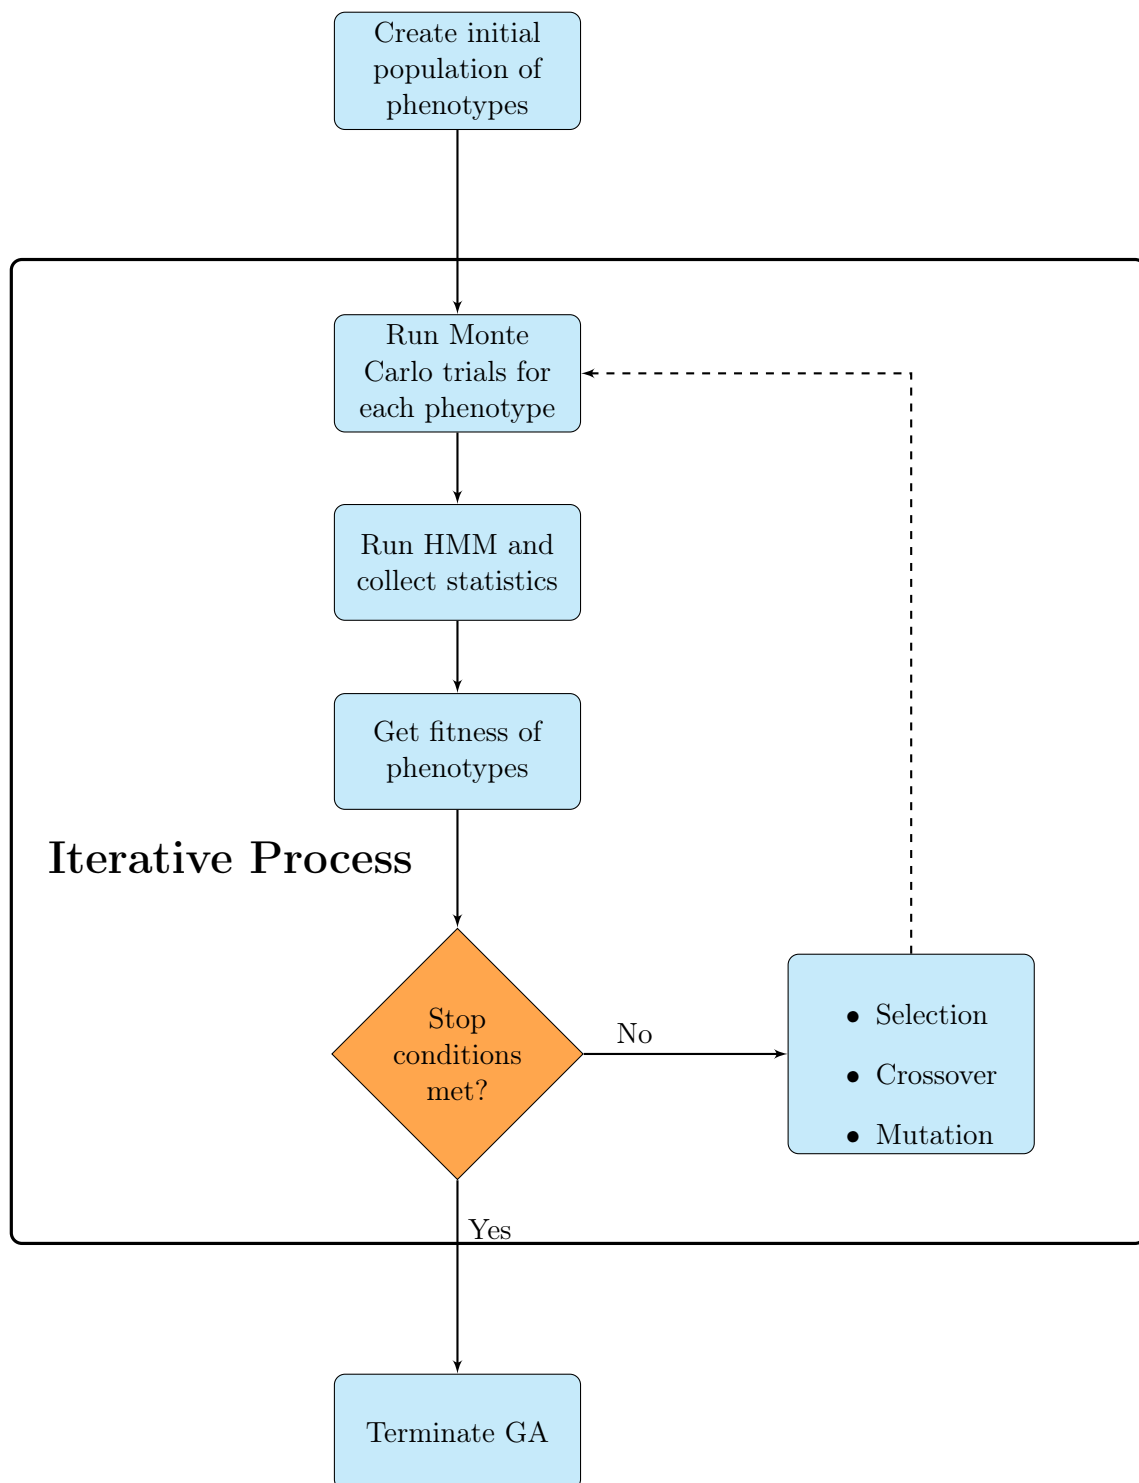 Create initial
population of
phenotypes
Run Monte
Carlo trials for
each phenotype
Run HMM and
collect statistics
Get fitness of
phenotypes
Iterative Process
Stop
conditions
met?
No
• Selection
• Crossover
• Mutation
Yes
Terminate GA